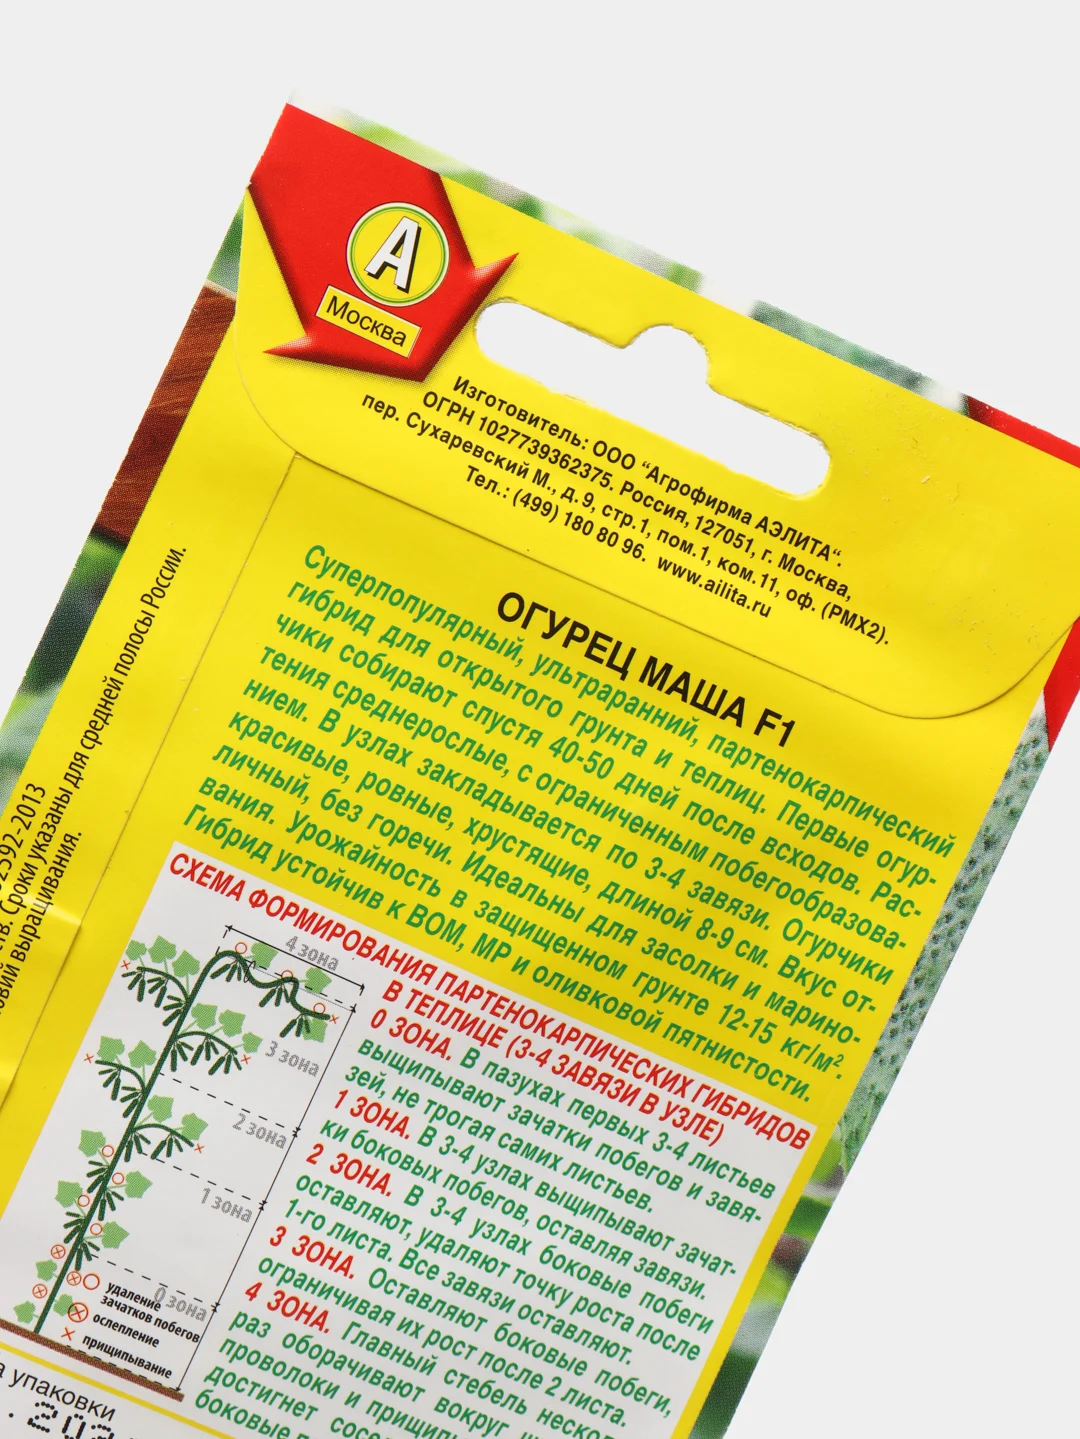 А
Москва
Изготовитель: ООО “Агрофирма АЭЛИТА“.
ОГРН 1027739362375. Россия, 127051, г. Москва,
пер. Сухаревский М., д. 9, стр.1, пом.1, ком.11, оф. (РМХ2).
Тел.: (499) 180 80 96. www.ailita.ru
ОГУРЕЦ МАША F1
Суперпопулярный, ультраранний, партенокарпический
гибрид для открытого грунта и теплиц. Первые огур-
чики собирают спустя 40-50 дней после всходов. Рас-
тения среднерослые, с ограниченным побегообразова-
нием. В узлах закладывается по 3-4 завязи. Огурчики
красивые, ровные, хрустящие, длиной 8-9 см. Вкус от-
личный, без горечи. Идеальны для засолки и марино-
вания. Урожайность в защищенном грунте 12-15 кг/м².
Гибрид устойчив к ВОМ, МР и оливковой пятнистости.
СХЕМА ФОРМИРОВАНИЯ ПАРТЕНОКАРПИЧЕСКИХ ГИБРИДОВ
В ТЕПЛИЦЕ (3-4 ЗАВЯЗИ В УЗЛЕ)
0 ЗОНА. В пазухах первых 3-4 листьев
выщипывают зачатки побегов и завя-
зей, не трогая самих листьев.
1 ЗОНА. В 3-4 узлах выщипывают зачат-
ки боковых побегов, оставляя завязи.
2 ЗОНА. В 3-4 узлах боковые побеги
оставляют, удаляют точку роста после
1-го листа. Все завязи оставляют.
3 ЗОНА. Оставляют боковые побеги,
ограничивая их рост после 2 листа.
4 ЗОНА. Главный стебель неско
раз оборачивают вокруг
проволоки и прищип
достигнет
боковые
4 зона
3 зона
2 зона
1 зона
0 зона
удаление
зачатков побегов
ослепление
прищипывание
2592-2013
Сроки указаны для средней полосы России.
выращивания.
упаковки